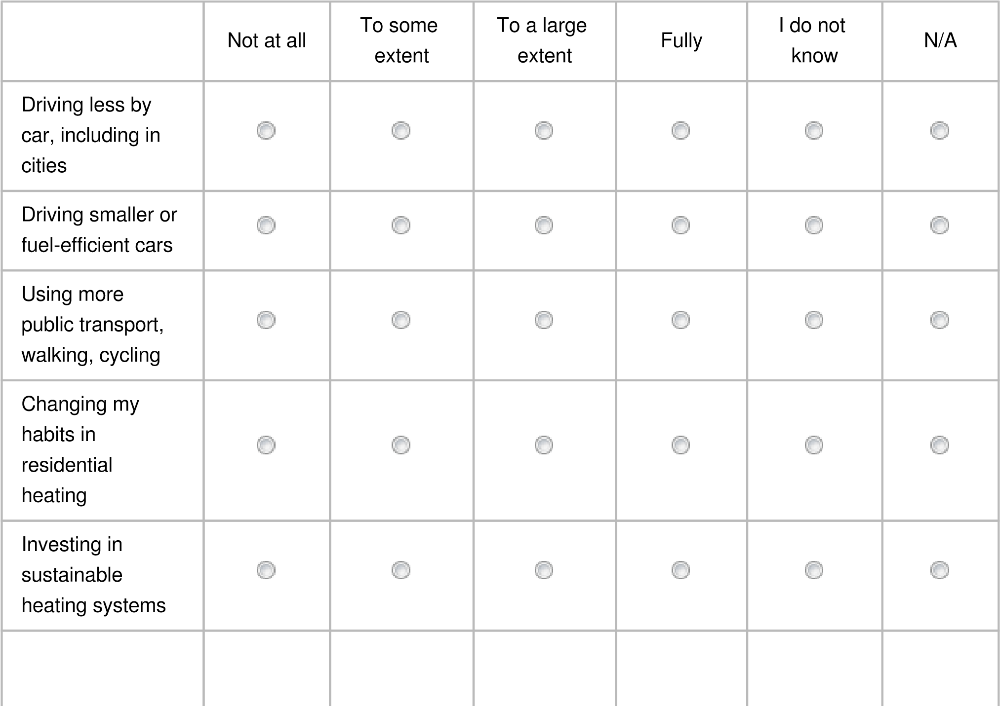 Not at all
To some
extent
To a large
extent
Fully
I do not
know
N/A
Driving less by
car, including in
cities
Driving smaller or
fuel-efficient cars
Using more
public transport,
walking, cycling
Changing my
habits in
residential
heating
Investing in
sustainable
heating systems